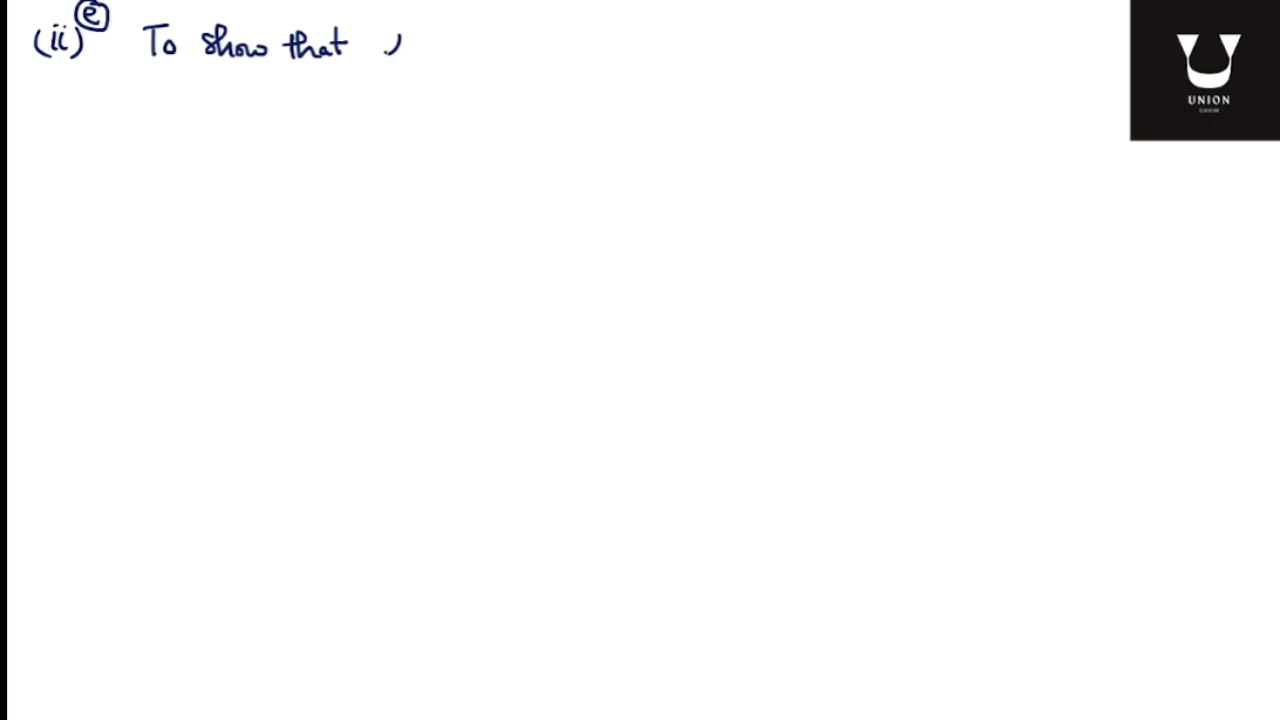 (ii) ⓔ To show that
UNION